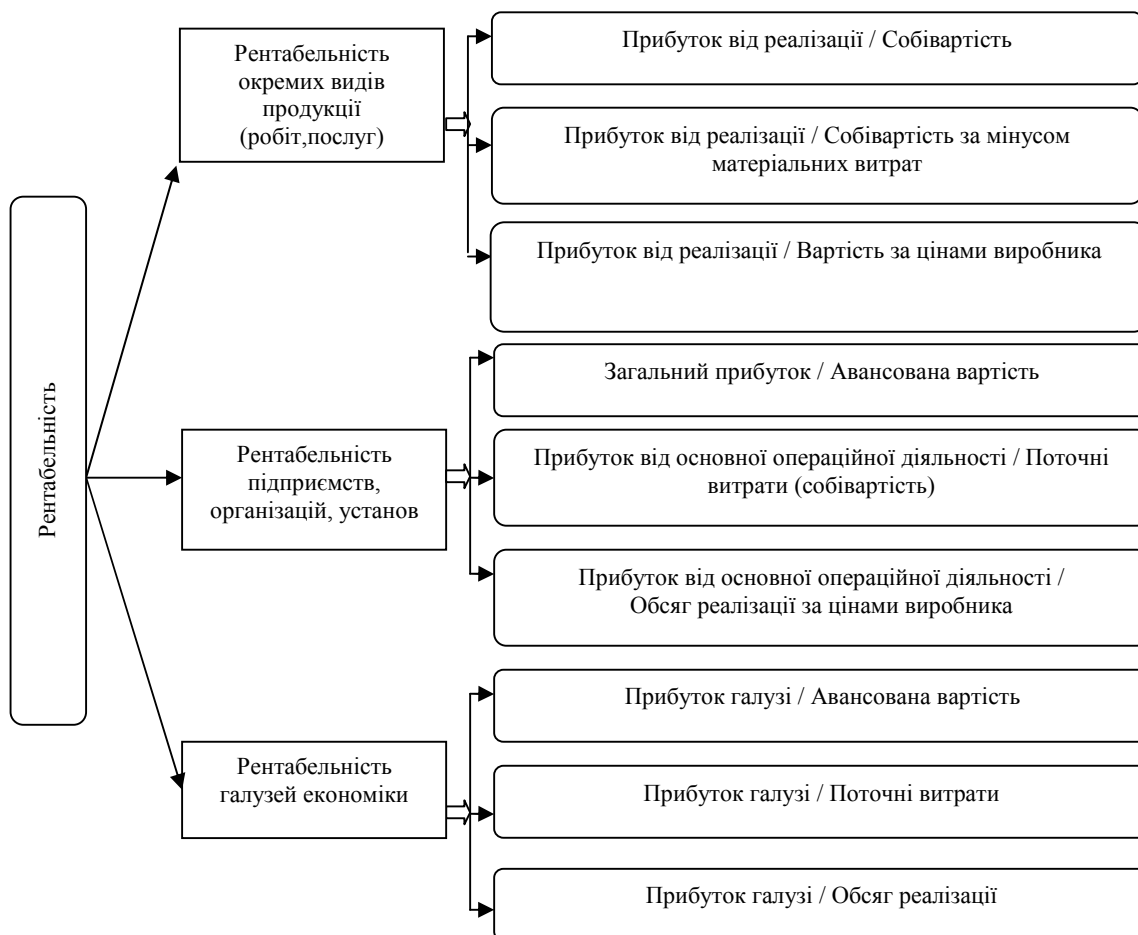 Рентабельність
Рентабельність
окремих видів
продукції
(робіт,послуг)
Прибуток від реалізації / Собівартість
Прибуток від реалізації / Собівартість за мінусом
матеріальних витрат
Прибуток від реалізації / Вартість за цінами виробника
Рентабельність
підприємств,
організацій, установ
Загальний прибуток / Авансована вартість
Прибуток від основної операційної діяльності / Поточні
витрати (собівартість)
Прибуток від основної операційної діяльності /
Обсяг реалізації за цінами виробника
Рентабельність
галузей економіки
Прибуток галузі / Авансована вартість
Прибуток галузі / Поточні витрати
Прибуток галузі / Обсяг реалізації